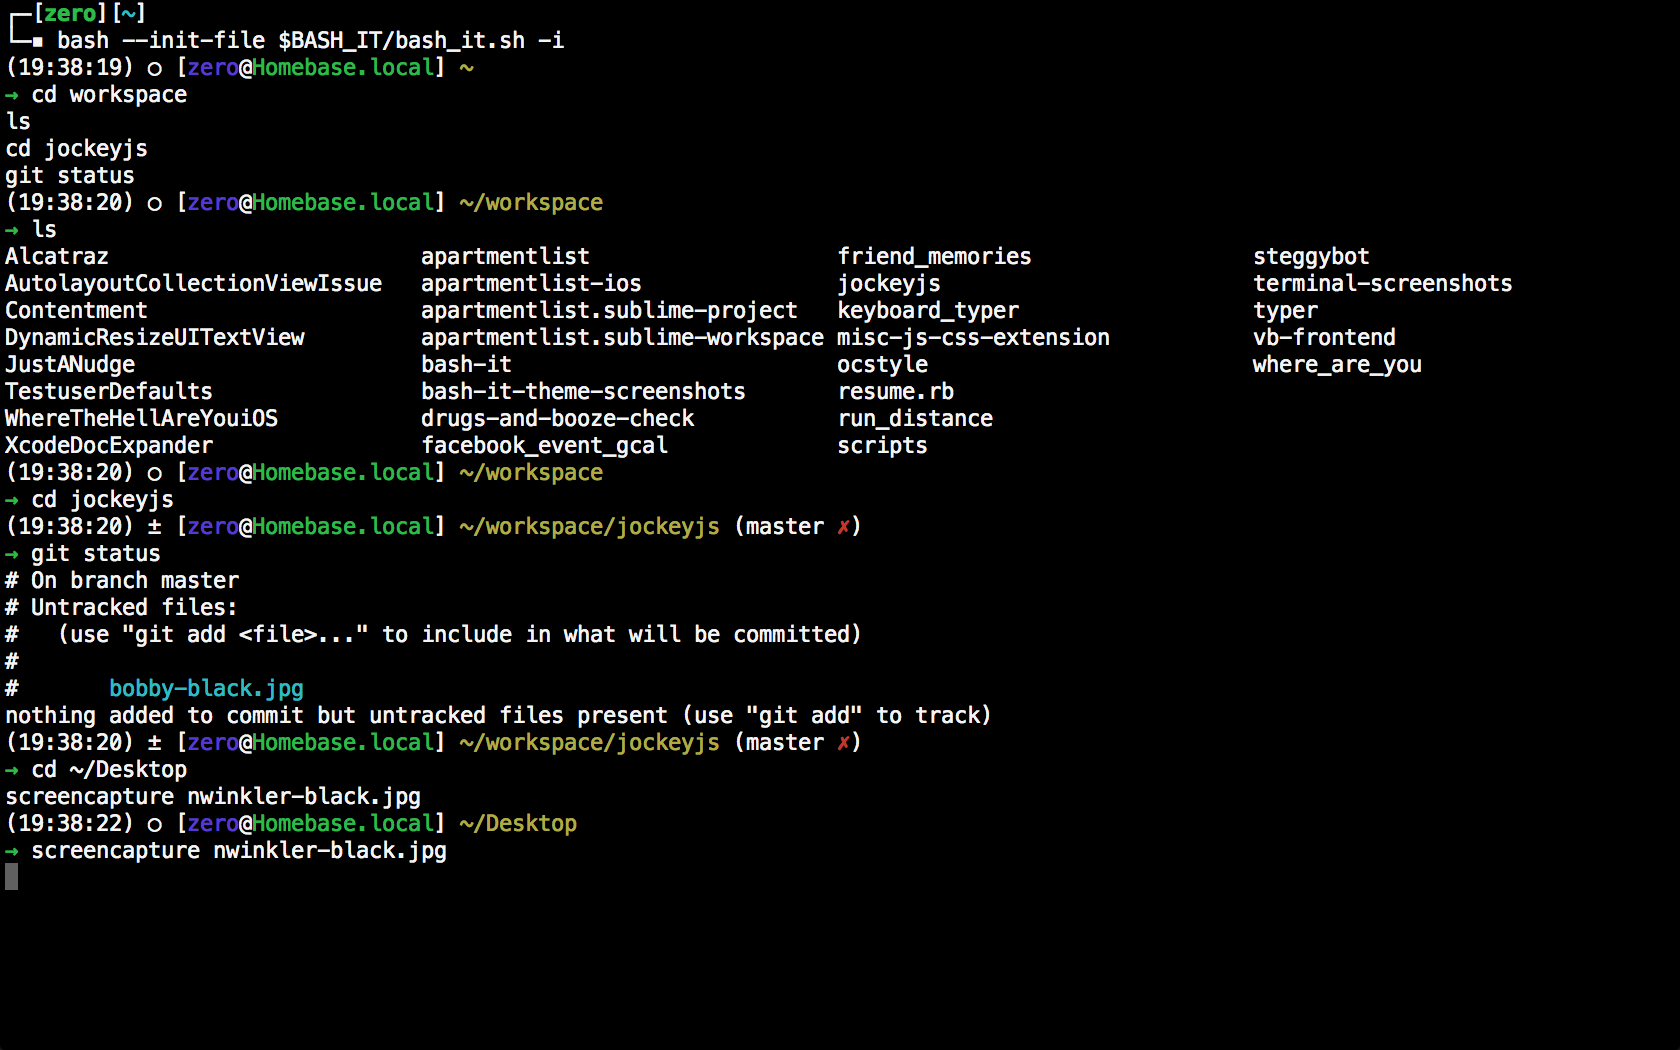 ┌─[zero][~]
└─▪ bash --init-file $BASH_IT/bash_it.sh -i
(19:38:19) ○ [zero@Homebase.local] ~
→ cd workspace
ls
cd jockeyjs
git status
(19:38:20) ○ [zero@Homebase.local] ~/workspace
→ ls
Alcatraz                        apartmentlist                   friend_memories                 steggybot
AutolayoutCollectionViewIssue   apartmentlist-ios               jockeyjs                        terminal-screenshots
Contentment                     apartmentlist.sublime-project   keyboard_typer                  typer
DynamicResizeUITextView         apartmentlist.sublime-workspace misc-js-css-extension           vb-frontend
JustANudge                      bash-it                         ocstyle                         where_are_you
TestuserDefaults                bash-it-theme-screenshots       resume.rb
WhereTheHellAreYouiOS           drugs-and-booze-check           run_distance
XcodeDocExpander                facebook_event_gcal             scripts
(19:38:20) ○ [zero@Homebase.local] ~/workspace
→ cd jockeyjs
(19:38:20) ± [zero@Homebase.local] ~/workspace/jockeyjs (master ✗)
→ git status
# On branch master
# Untracked files:
#   (use "git add <file>..." to include in what will be committed)
#
#       bobby-black.jpg
nothing added to commit but untracked files present (use "git add" to track)
(19:38:20) ± [zero@Homebase.local] ~/workspace/jockeyjs (master ✗)
→ cd ~/Desktop
screencapture nwinkler-black.jpg
(19:38:22) ○ [zero@Homebase.local] ~/Desktop
→ screencapture nwinkler-black.jpg